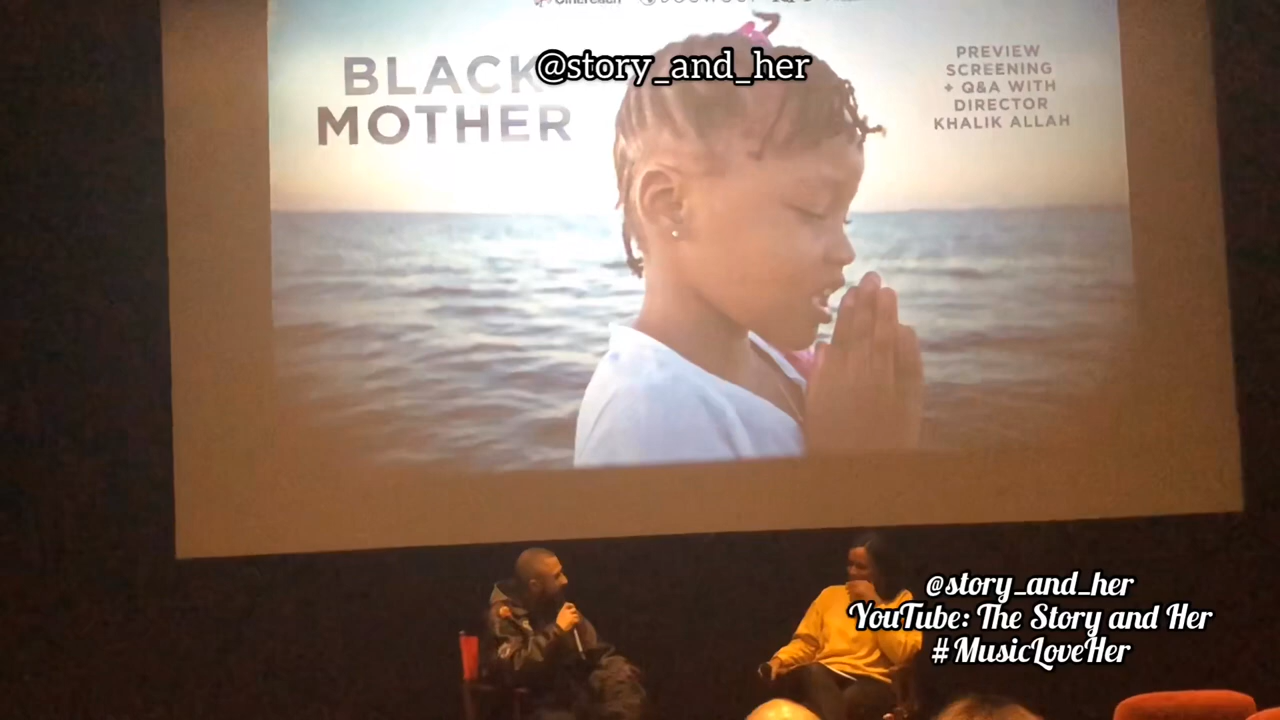 BLACK
MOTHER
@story_and_her
PREVIEW
SCREENING
+ Q&A WITH
DIRECTOR
KHALIK ALLAH
@story_and_her
YouTube: The Story and Her
#MusicLoveHer